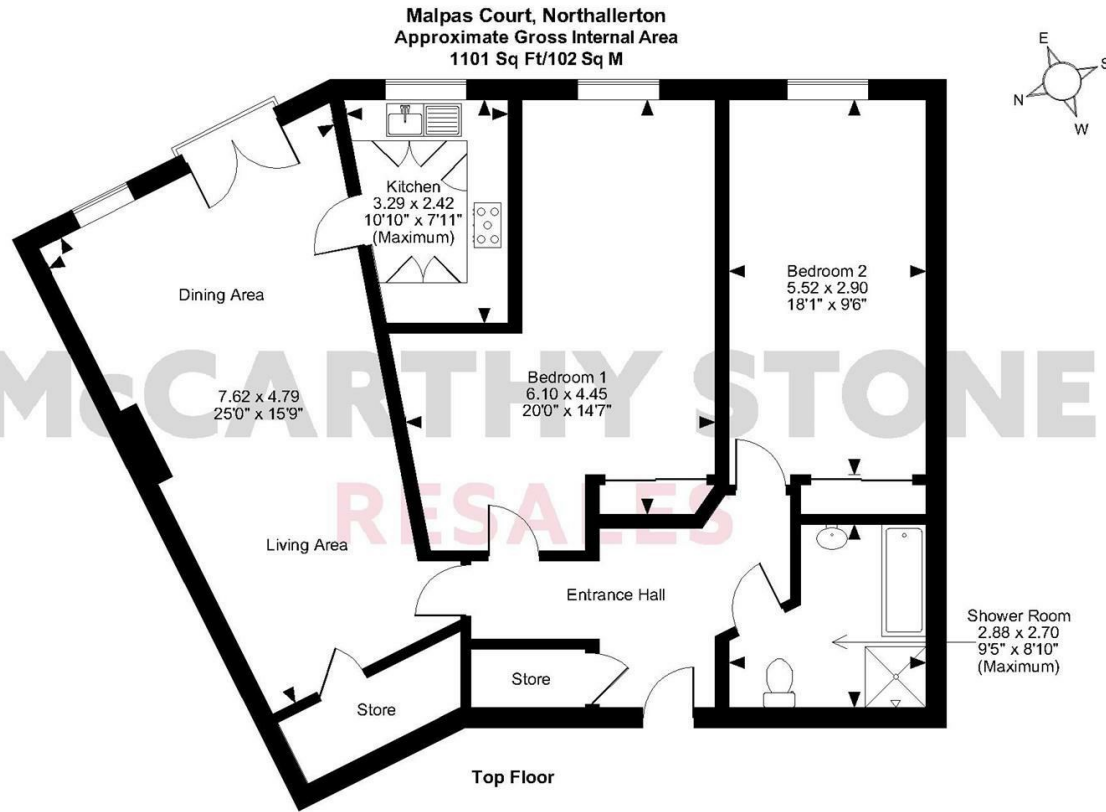 Malpas Court, Northallerton
Approximate Gross Internal Area
1101 Sq Ft/102 Sq M
E
S
N
W
Kitchen
3.29 x 2.42
10'10" x 7'11"
(Maximum)
Dining Area
Bedroom 2
5.52 x 2.90
18'1" x 9'6"
McCARTHY STONE
RESALES
7.62 x 4.79
25'0" x 15'9"
Bedroom 1
6.10 x 4.45
20'0" x 14'7"
Living Area
Entrance Hall
Shower Room
2.88 x 2.70
9'5" x 8'10"
(Maximum)
Store
Store
Top Floor